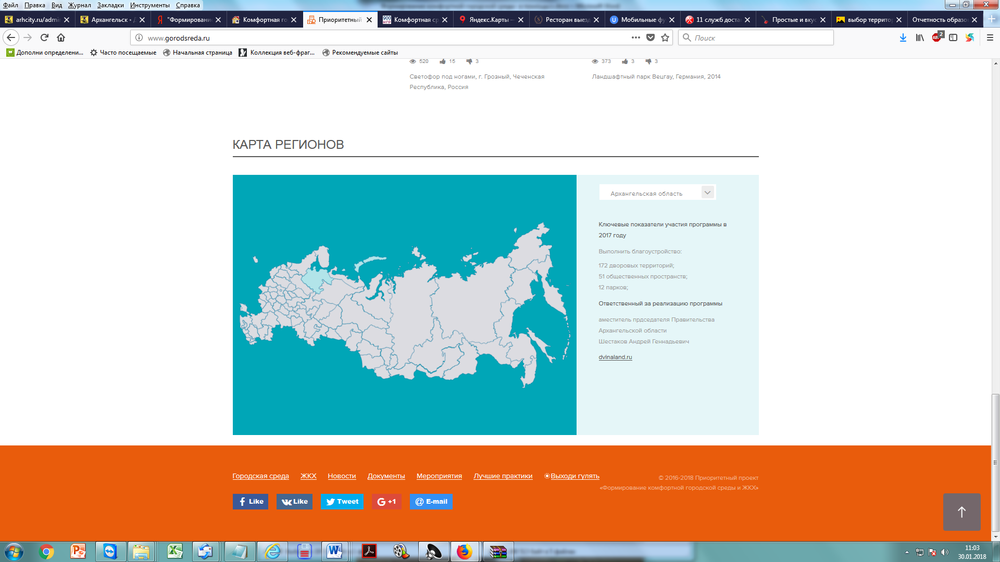 Файл Правка Вид Журнал Закладки Инструменты Справка
arhcity.ru/admi
Архангельск • Д
"Формировани
Комфортная го
Приоритетный
Комфортная ср
Яндекс.Карты —
Ресторан выезд
Мобильные фу
11 служб доста
Простые и вкус
выбор территор
Отчетность образо
www.gorodsreda.ru
Поиск
2
Дополни определени...
Часто посещаемые
Начальная страница
Коллекция веб-фраг...
Рекомендуемые сайты
520 15 3
373 3 3
Светофор под ногами, г. Грозный, Чеченская
Республика, Россия
Ландшафтный парк Вецгау, Германия, 2014
КАРТА РЕГИОНОВ
Архангельская область
Ключевые показатели участия программы в
2017 году
Выполнить благоустройство:
172 дворовых территорий;
51 общественных пространств;
12 парков;
Ответственный за реализацию программы
аместитель прдседателя Правительства
Архангельской области
Шестаков Андрей Геннадьевич
dvinaland.ru
Городская среда ЖКХ Новости Документы Мероприятия Лучшие практики Выходи гулять
© 2016-2018 Приоритетный проект
«Формирование комфортной городской среды и ЖКХ»
Like
Like
Tweet
+1
E-mail
11:03
30.01.2018